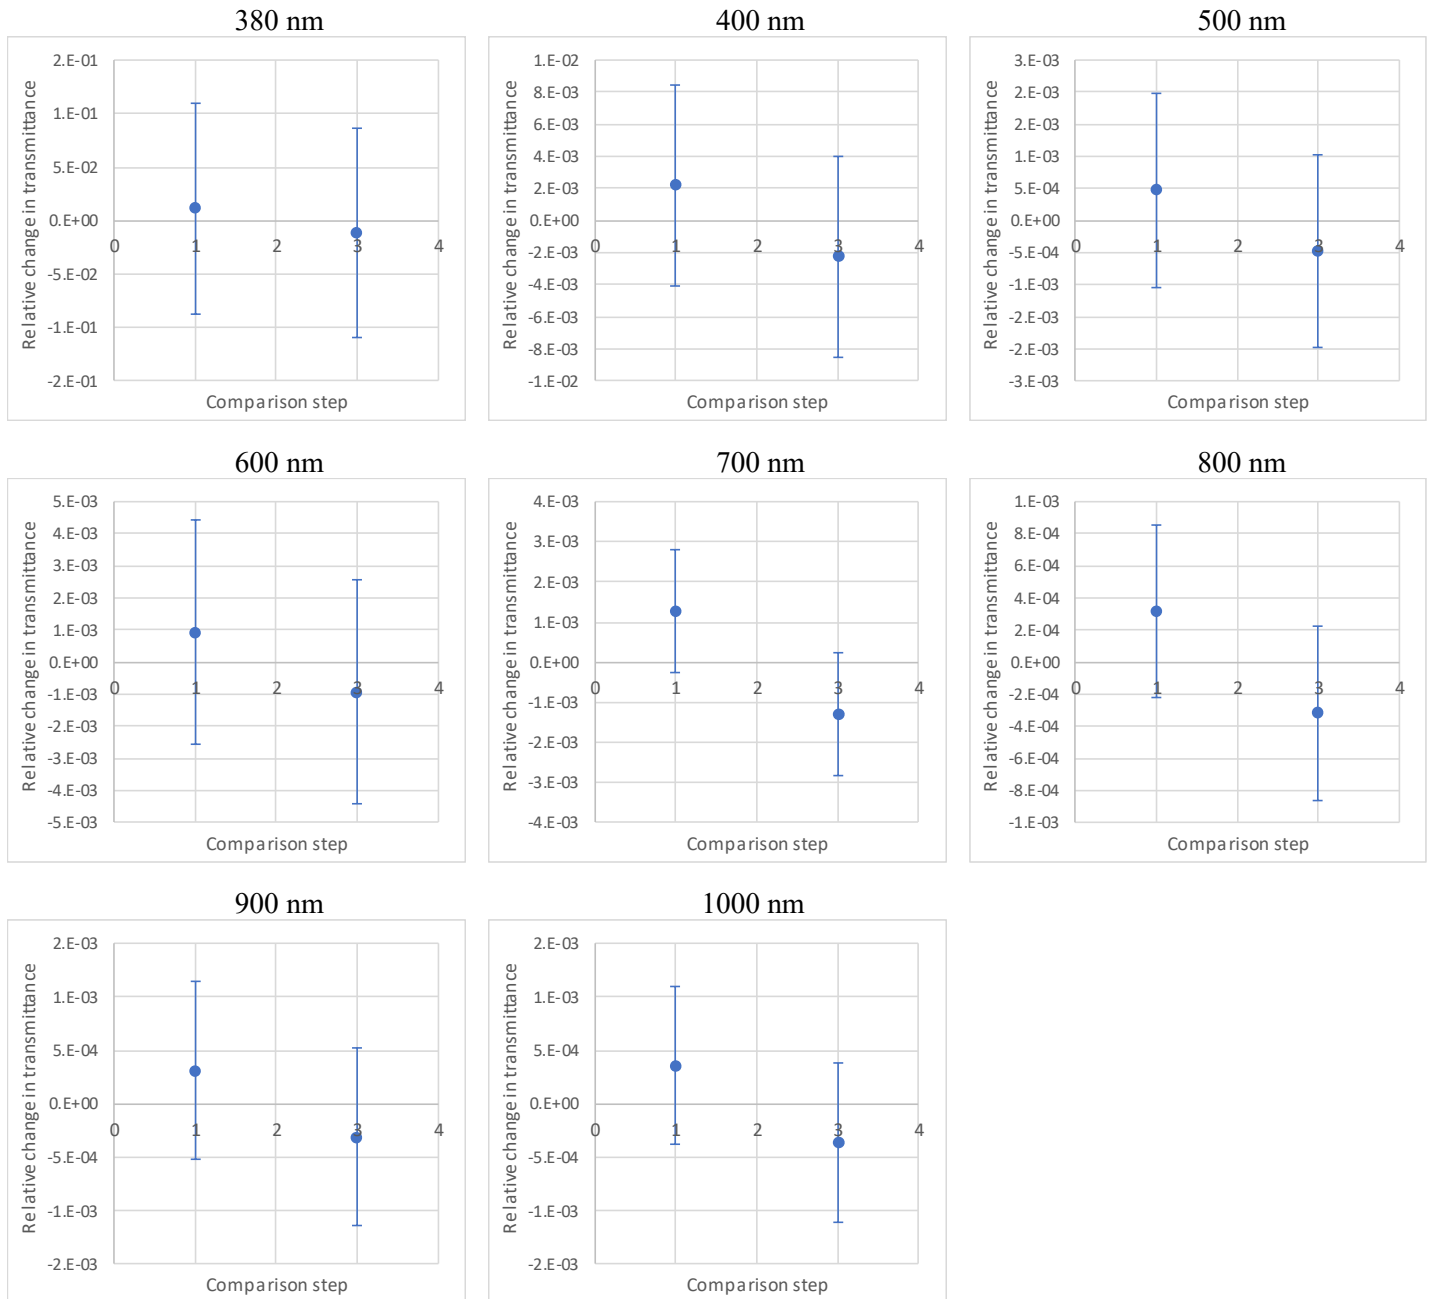 380 nm
2.E-01
1.E-01
5.E-02
0.E+00
-5.E-02
-1.E-01
-2.E-01
0 1 2 3 4
Relative change in transmittance
Comparison step
400 nm
1.E-02
8.E-03
6.E-03
4.E-03
2.E-03
0.E+00
-2.E-03
-4.E-03
-6.E-03
-8.E-03
-1.E-02
0 1 2 3 4
Relative change in transmittance
Comparison step
500 nm
3.E-03
2.E-03
2.E-03
1.E-03
5.E-04
0.E+00
-5.E-04
-1.E-03
-2.E-03
-2.E-03
-3.E-03
0 1 2 3 4
Relative change in transmittance
Comparison step
600 nm
5.E-03
4.E-03
3.E-03
2.E-03
1.E-03
0.E+00
-1.E-03
-2.E-03
-3.E-03
-4.E-03
-5.E-03
0 1 2 3 4
Relative change in transmittance
Comparison step
700 nm
4.E-03
3.E-03
2.E-03
1.E-03
0.E+00
-1.E-03
-2.E-03
-3.E-03
-4.E-03
0 1 2 3 4
Relative change in transmittance
Comparison step
800 nm
1.E-03
8.E-04
6.E-04
4.E-04
2.E-04
0.E+00
-2.E-04
-4.E-04
-6.E-04
-8.E-04
-1.E-03
0 1 2 3 4
Relative change in transmittance
Comparison step
900 nm
2.E-03
1.E-03
5.E-04
0.E+00
-5.E-04
-1.E-03
-2.E-03
0 1 2 3 4
Relative change in transmittance
Comparison step
1000 nm
2.E-03
1.E-03
5.E-04
0.E+00
-5.E-04
-1.E-03
-2.E-03
0 1 2 3 4
Relative change in transmittance
Comparison step